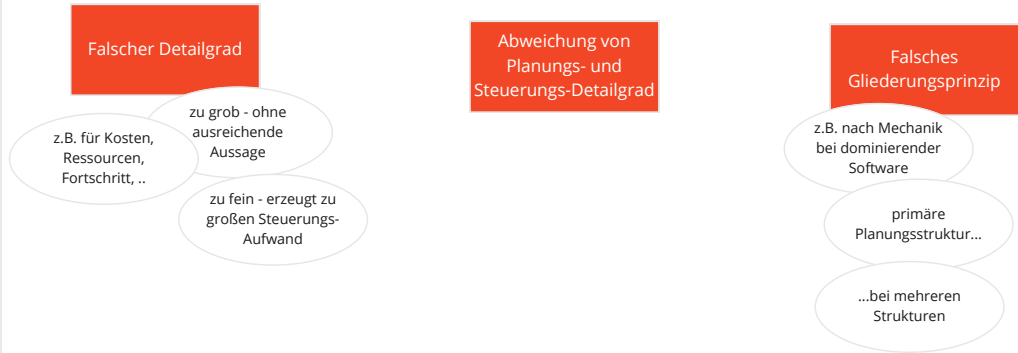 Falscher Detailgrad
zu grob - ohne
ausreichende
Aussage
z.B. für Kosten,
Ressourcen,
Fortschritt, ..
zu fein - erzeugt zu
großen Steuerungs-
Aufwand
Abweichung von
Planungs- und
Steuerungs-Detailgrad
Falsches
Gliederungsprinzip
z.B. nach Mechanik
bei dominierender
Software
primäre
Planungsstruktur...
...bei mehreren
Strukturen